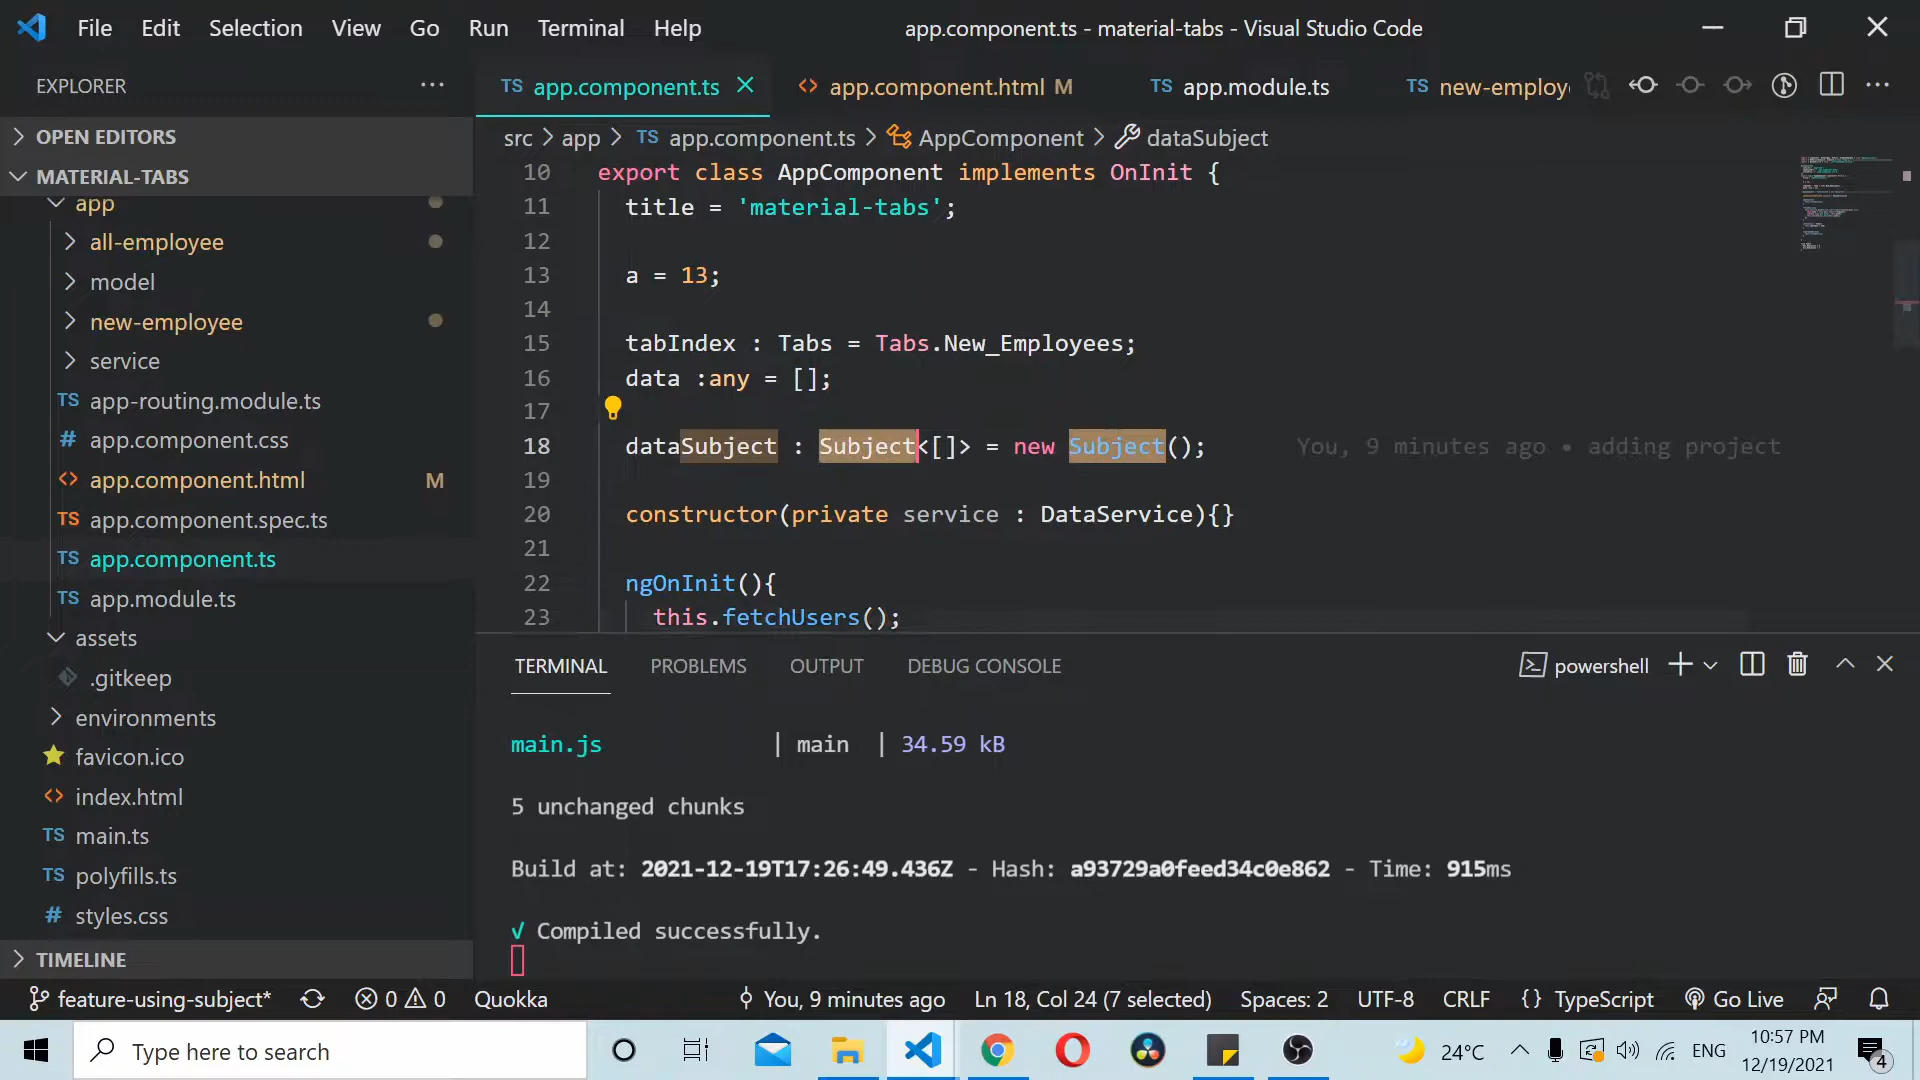 File Edit Selection View Go Run Terminal Help
app.component.ts - material-tabs - Visual Studio Code
EXPLORER
TS app.component.ts
<> app.component.html M
TS app.module.ts
TS new-employ
OPEN EDITORS
MATERIAL-TABS
src > app > TS app.component.ts > AppComponent > dataSubject
app
all-employee
model
new-employee
service
TS app-routing.module.ts
# app.component.css
<> app.component.html M
TS app.component.spec.ts
TS app.component.ts
TS app.module.ts
assets
.gitkeep
environments
favicon.ico
<> index.html
TS main.ts
TS polyfills.ts
# styles.css
TIMELINE
10 export class AppComponent implements OnInit {
11 title = 'material-tabs';
12
13 a = 13;
14
15 tabIndex : Tabs = Tabs.New_Employees;
16 data :any = [];
17
18 dataSubject : Subject<[]> = new Subject(); You, 9 minutes ago • adding project
19
20 constructor(private service : DataService){}
21
22 ngOnInit(){
23 this.fetchUsers();
TERMINAL PROBLEMS OUTPUT DEBUG CONSOLE
powershell
main.js | main | 34.59 kB
5 unchanged chunks
Build at: 2021-12-19T17:26:49.436Z - Hash: a93729a0feed34c0e862 - Time: 915ms
√ Compiled successfully.
feature-using-subject* 0 0 Quokka You, 9 minutes ago Ln 18, Col 24 (7 selected) Spaces: 2 UTF-8 CRLF {} TypeScript Go Live
Type here to search
24°C
ENG
10:57 PM
12/19/2021
4